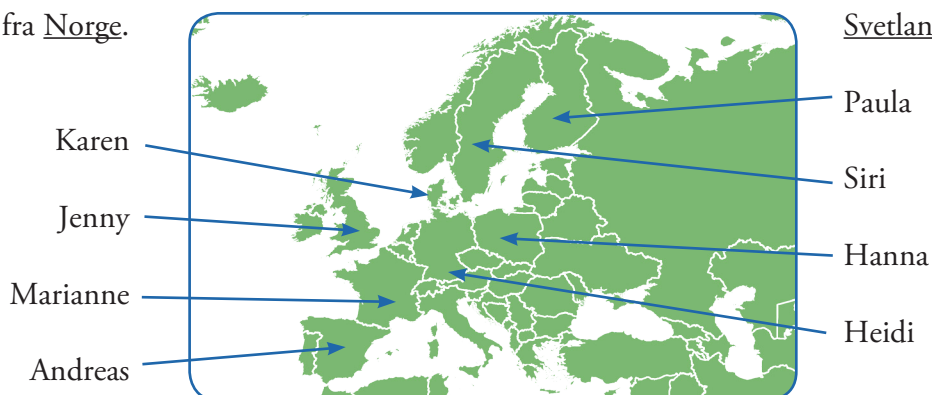 fra Norge.
Svetlan
Karen
Jenny
Marianne
Andreas
Paula
Siri
Hanna
Heidi